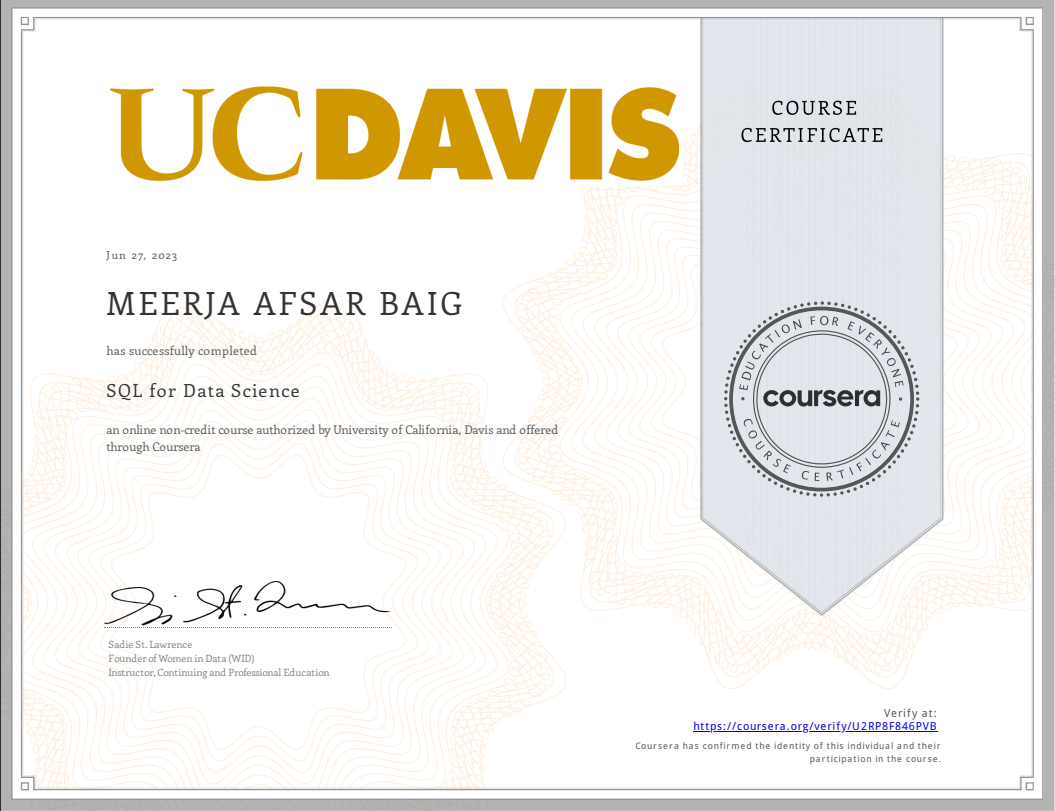 UCDAVIS
COURSE
CERTIFICATE
Jun 27, 2023
MEERJA AFSAR BAIG
has successfully completed
SQL for Data Science
an online non-credit course authorized by University of California, Davis and offered
through Coursera
EDUCATION FOR EVERYONE
coursera
COURSE CERTIFICATE
Sadie St. Lawrence
Founder of Women in Data (WID)
Instructor, Continuing and Professional Education
Verify at:
https://coursera.org/verify/U2RP8F846PVB
Coursera has confirmed the identity of this individual and their
participation in the course.